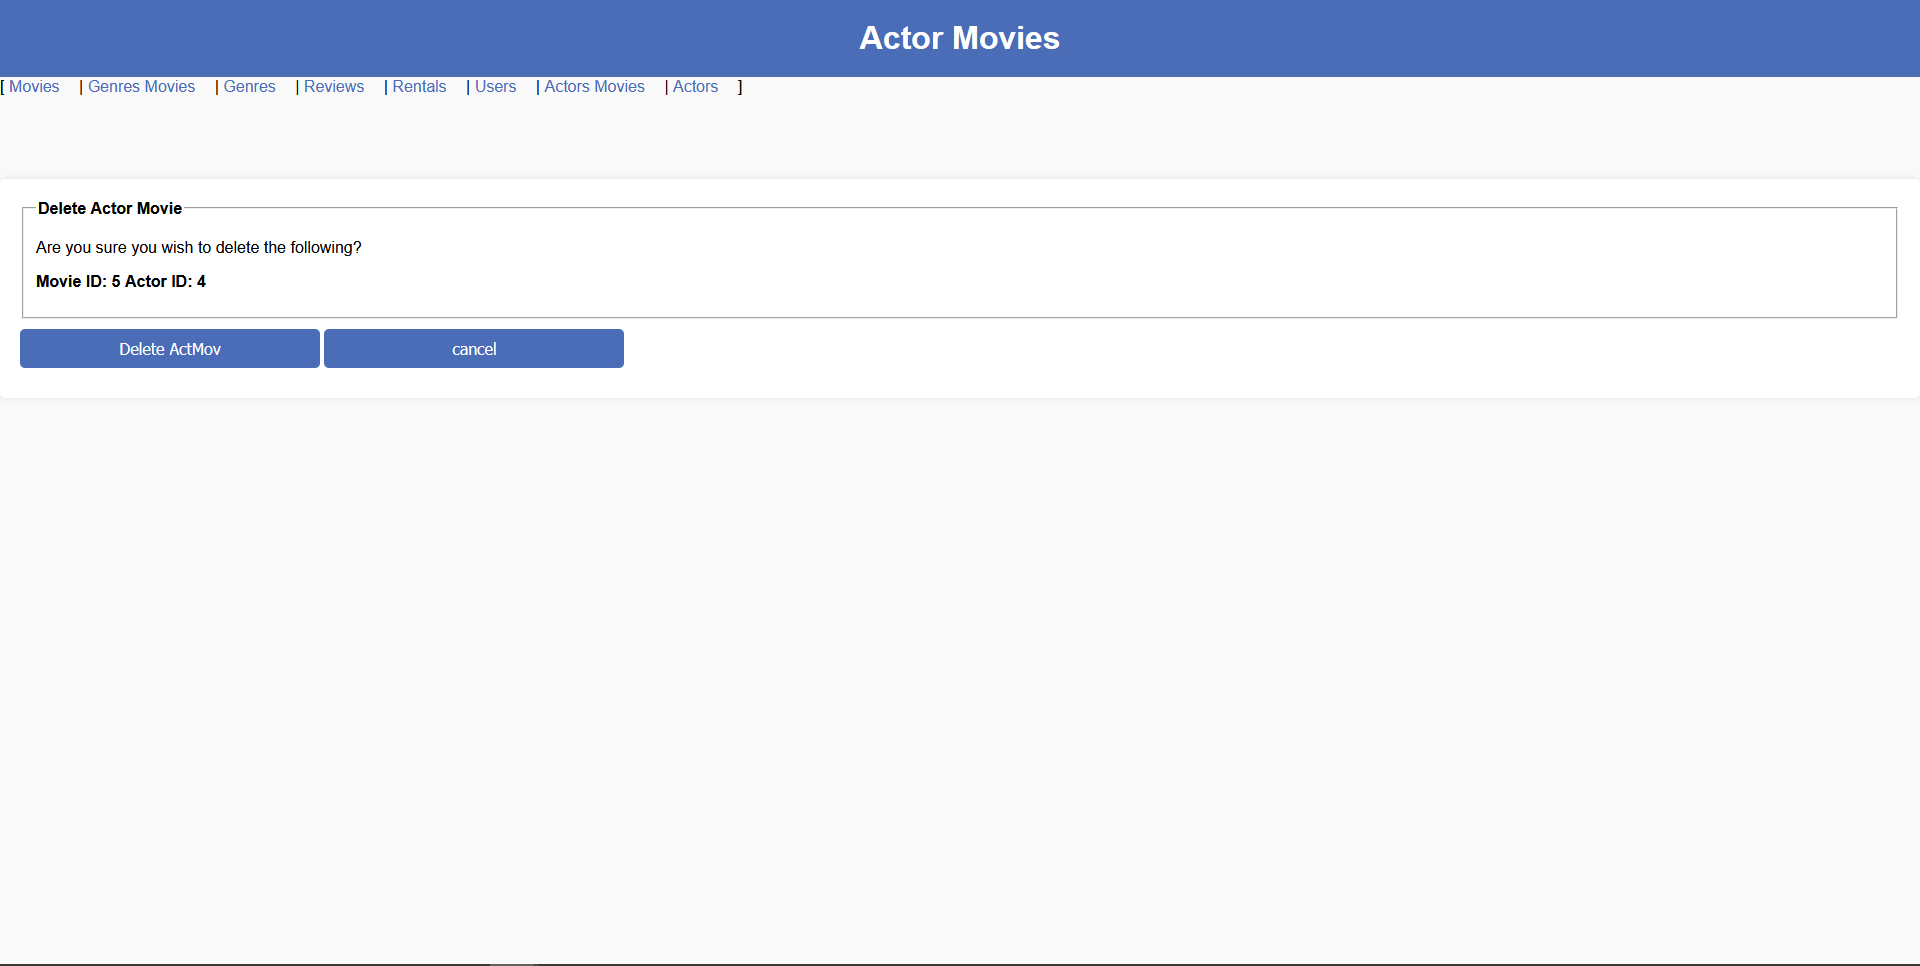 Actor Movies
[ Movies | Genres Movies | Genres | Reviews | Rentals | Users | Actors Movies | Actors ]
Delete Actor Movie
Are you sure you wish to delete the following?
Movie ID: 5 Actor ID: 4
Delete ActMov cancel